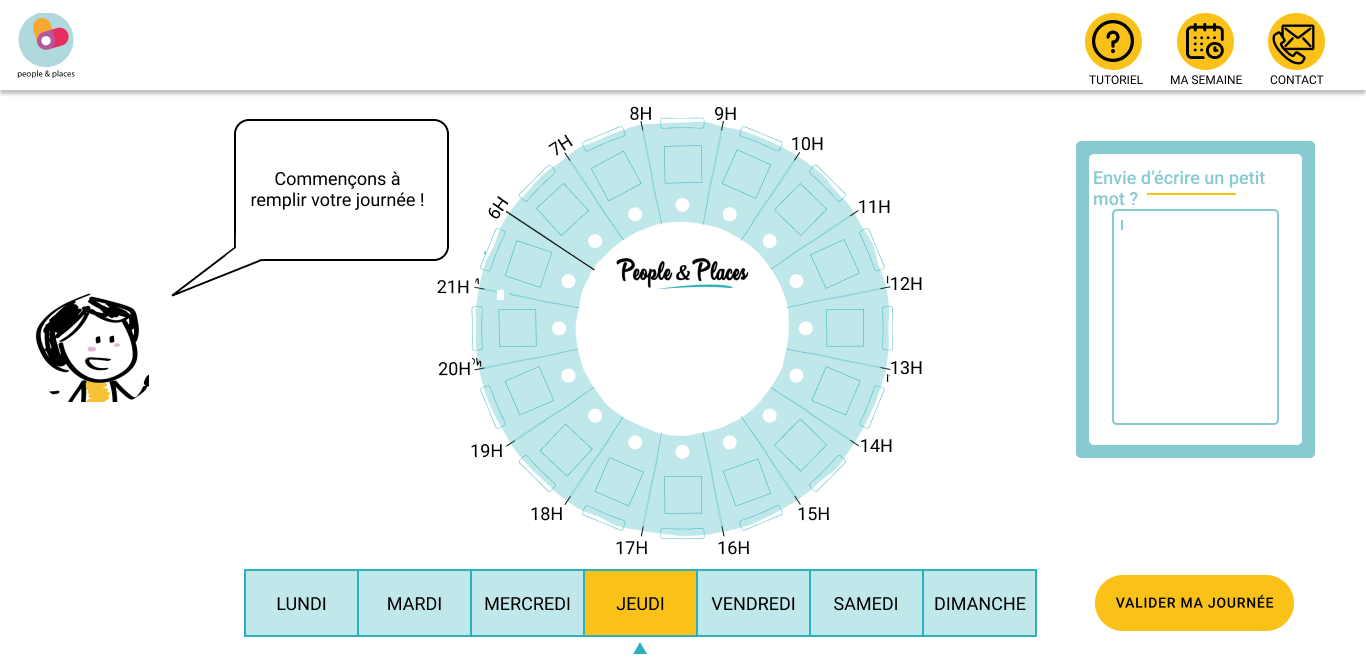 people & places
TUTORIEL
MA SEMAINE
CONTACT
Commençons à
remplir votre journée !
6H
7H
8H
9H
10H
11H
12H
13H
14H
15H
16H
17H
18H
19H
20H
21H
People & Places
Envie d’écrire un petit
mot ?
LUNDI
MARDI
MERCREDI
JEUDI
VENDREDI
SAMEDI
DIMANCHE
VALIDER MA JOURNÉE